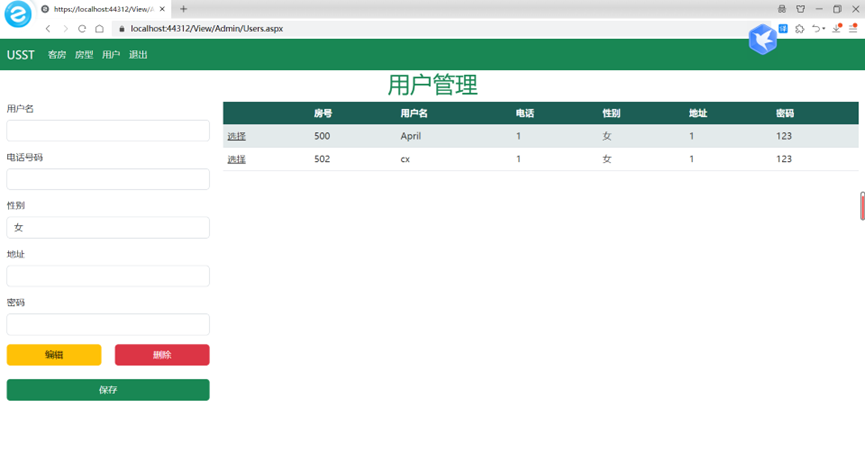 https://localhost:44312/View/A
localhost:44312/View/Admin/Users.aspx
译
USST 客房 房型 用户 退出
用户管理
用户名
电话号码
性别
女
地址
密码
编辑 删除
保存
房号 用户名 电话 性别 地址 密码
选择 500 April 1 女 1 123
选择 502 cx 1 女 1 123